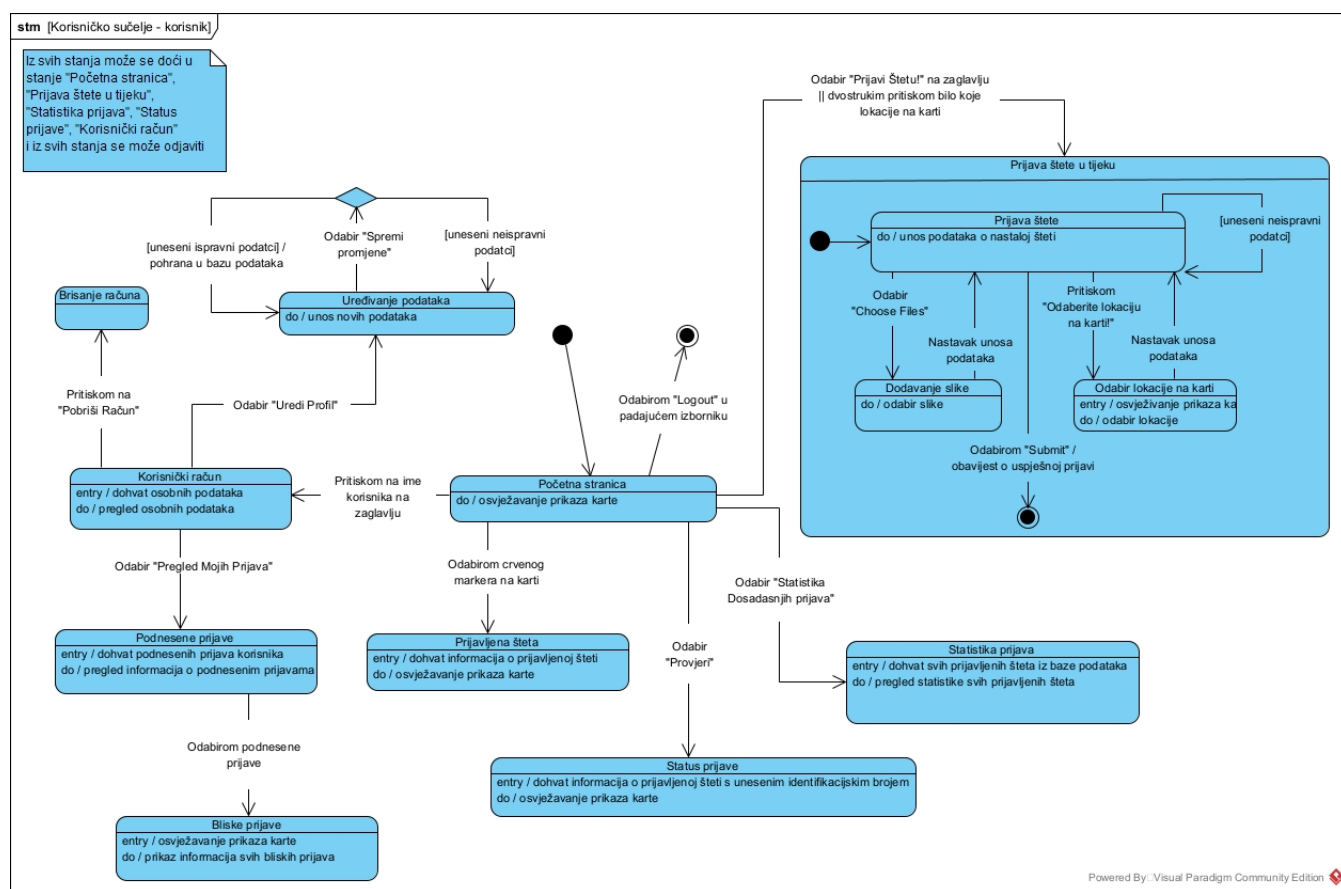 stm [Korisničko sučelje - korisnik]
Iz svih stanja može se doći u
stanje "Početna stranica",
"Prijava štete u tijeku",
"Statistika prijava", "Status
prijave", "Korisnički račun"
i iz svih stanja se može odjaviti
Odabir "Prijavi Štetu!" na zaglavlju
|| dvostrukim pritiskom bilo koje
lokacije na karti
Prijava štete u tijeku
Prijava štete
do / unos podataka o nastaloj šteti
[uneseni neispravni
podatci]
Odabir
"Choose Files"
Nastavak unosa
podataka
Pritiskom
"Odaberite lokaciju
na karti!"
Nastavak unosa
podataka
Dodavanje slike
do / odabir slike
Odabir lokacije na karti
entry / osvježivanje prikaza ka
do / odabir lokacije
Odabirom "Submit" /
obavijest o uspješnoj prijavi
[uneseni ispravni podatci] /
pohrana u bazu podataka
Odabir "Spremi
promjene"
[uneseni neispravni
podatci]
Brisanje računa
Uređivanje podataka
do / unos novih podataka
Pritiskom na
"Pobriši Račun"
Odabir "Uredi Profil"
Odabirom "Logout" u
padajućem izborniku
Korisnički račun
entry / dohvat osobnih podataka
do / pregled osobnih podataka
Pritiskom na ime
korisnika na
zaglavlju
Početna stranica
do / osvježavanje prikaza karte
Odabir "Pregled Mojih Prijava"
Odabirom crvenog
markera na karti
Odabir "Statistika
Dosadasnjih prijava"
Odabir
"Provjeri"
Podnesene prijave
entry / dohvat podnesenih prijava korisnika
do / pregled informacija o podnesenim prijavama
Prijavljena šteta
entry / dohvat informacija o prijavljenoj šteti
do / osvježavanje prikaza karte
Statistika prijava
entry / dohvat svih prijavljenih šteta iz baze podataka
do / pregled statistike svih prijavljenih šteta
Odabirom podnesene
prijave
Status prijave
entry / dohvat informacija o prijavljenoj šteti s unesenim identifikacijskim brojem
do / osvježavanje prikaza karte
Bliske prijave
entry / osvježavanje prikaza karte
do / prikaz informacija svih bliskih prijava
Powered By Visual Paradigm Community Edition